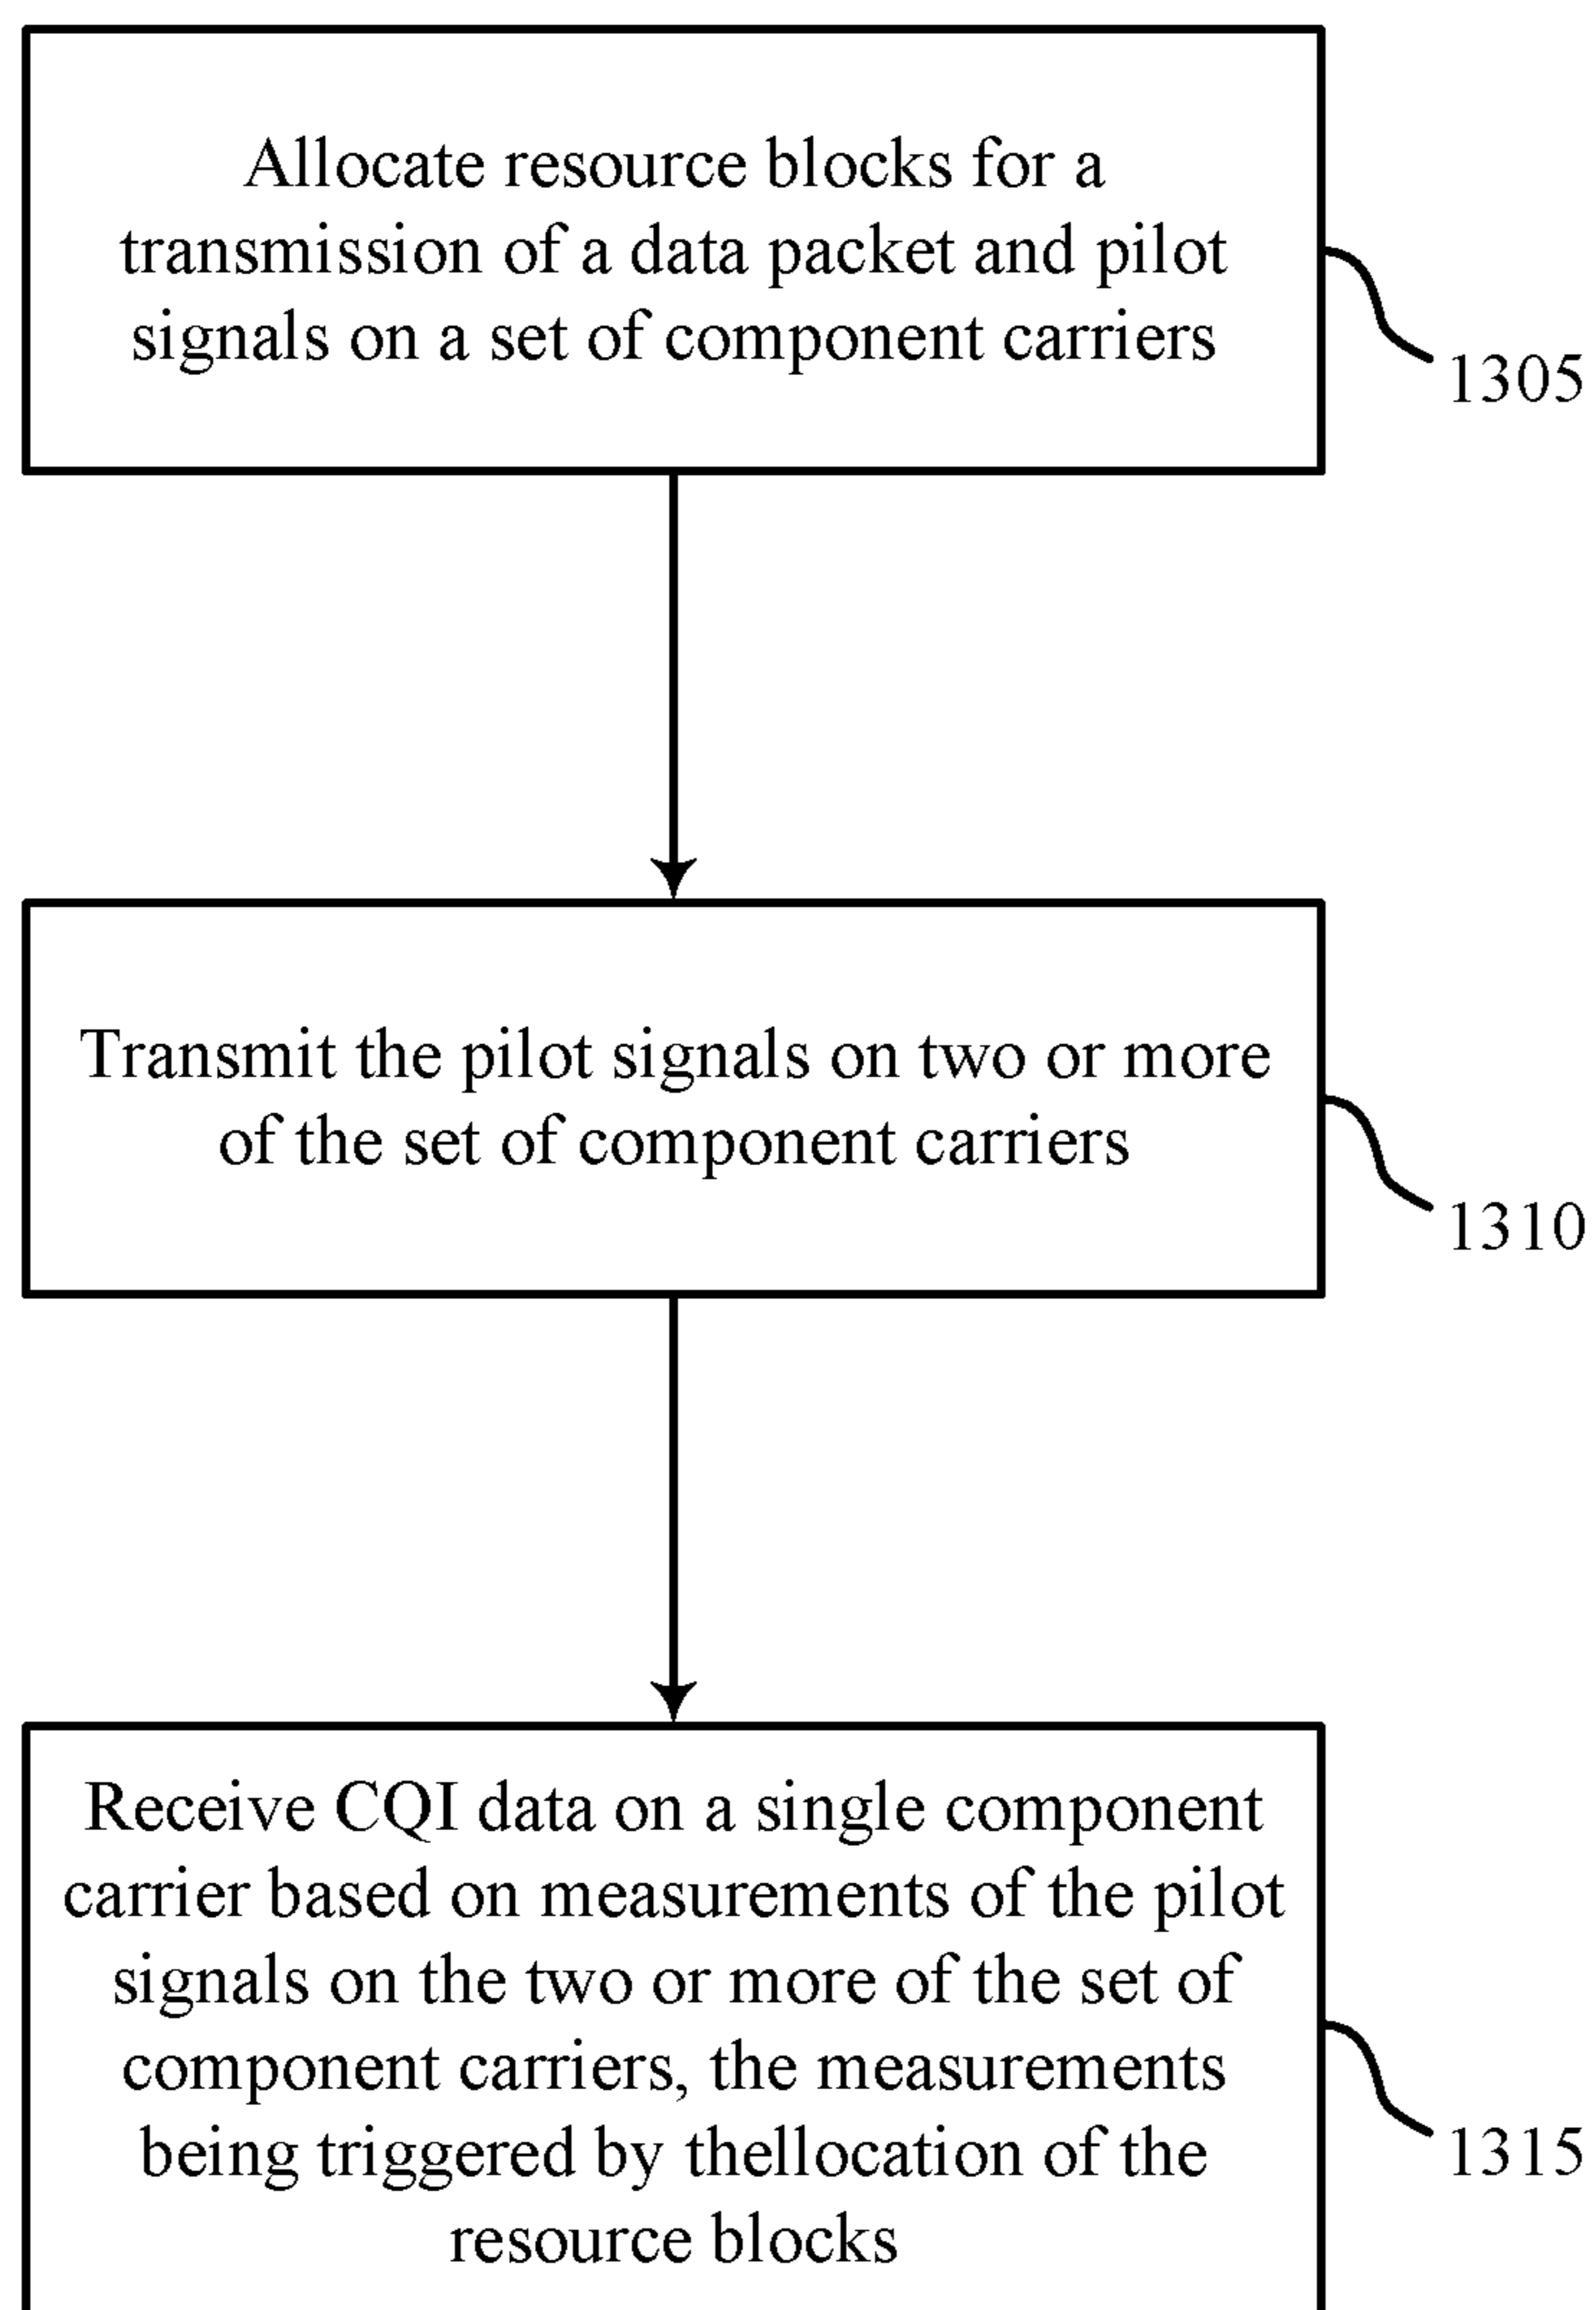 Allocate resource blocks for a
transmission of a data packet and pilot
signals on a set of component carriers
1305
Transmit the pilot signals on two or more
of the set of component carriers
1310
Receive CQI data on a single component
carrier based on measurements of the pilot
signals on the two or more of the set of
component carriers, the measurements
being triggered by thellocation of the
resource blocks
1315